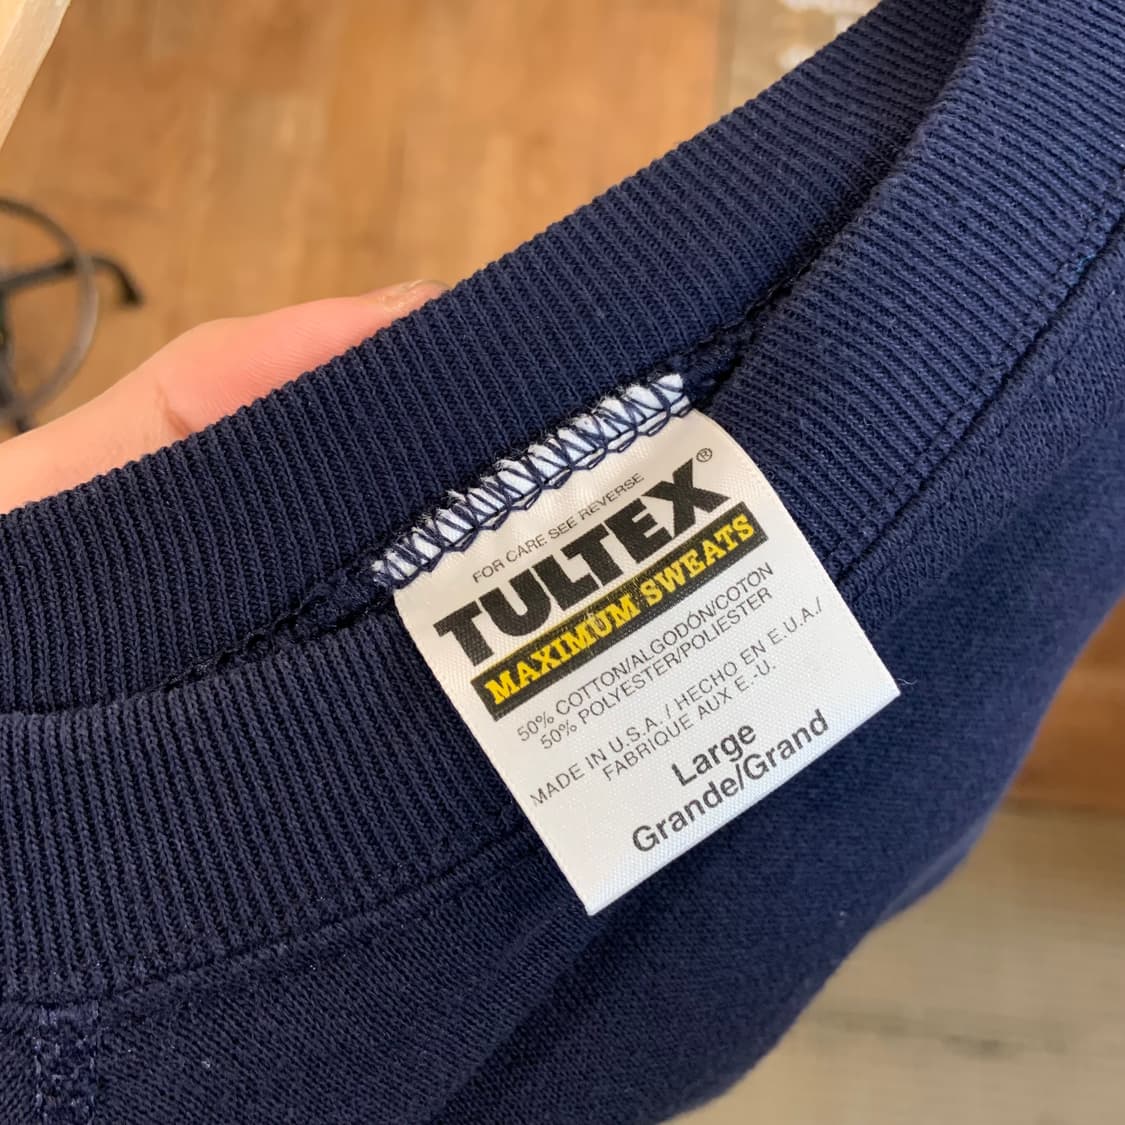 FOR CARE SEE REVERSE
TULTEX®
MAXIMUM SWEATS
50% COTTON/ALGODÓN/COTON
50% POLYESTER/POLIESTER
MADE IN U.S.A. / HECHO EN E.U.A./
FABRIQUE AUX E.-U.
Large
Grande/Grand